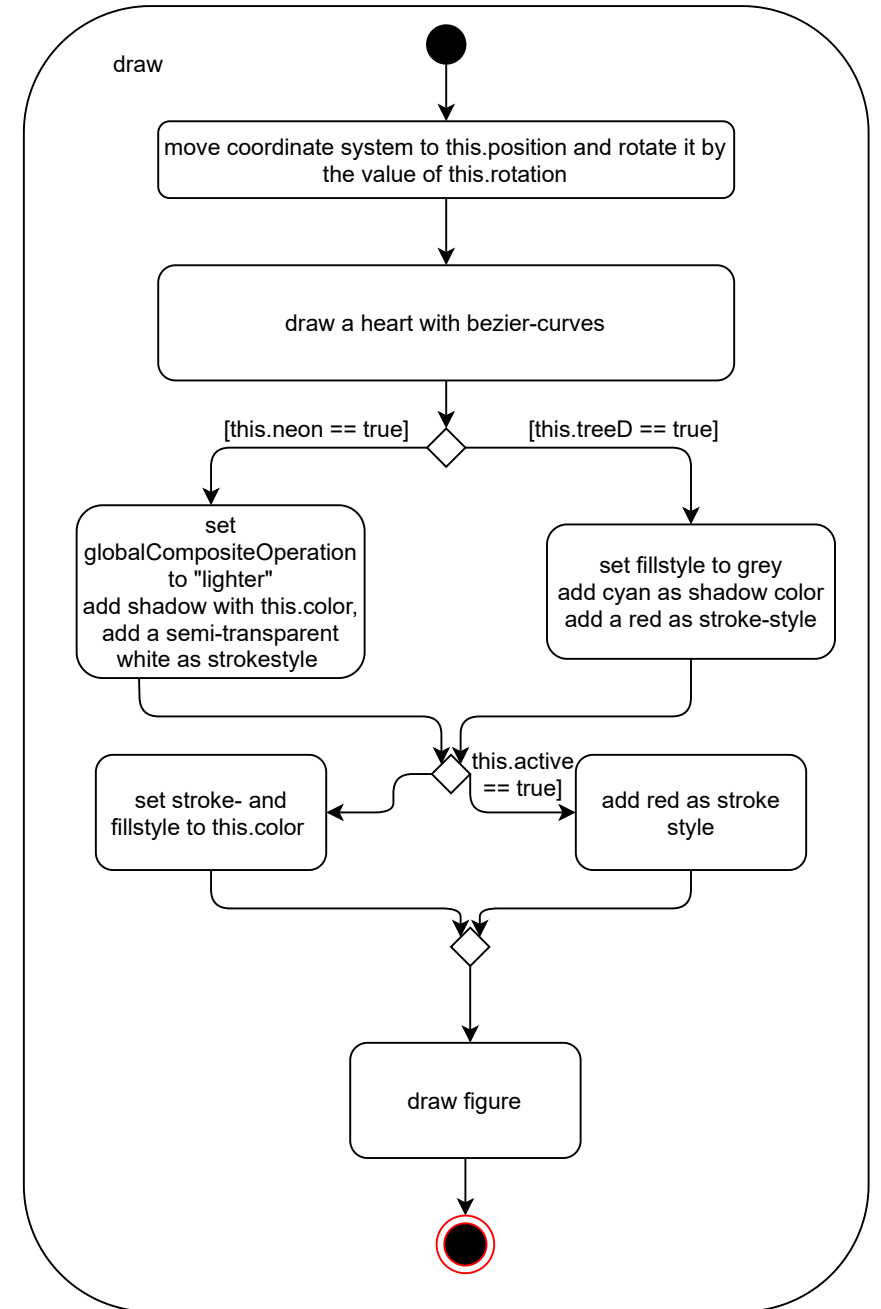 draw
move coordinate system to this.position and rotate it by
the value of this.rotation
draw a heart with bezier-curves
[this.neon == true]
[this.treeD == true]
set
globalCompositeOperation
to "lighter"
add shadow with this.color,
add a semi-transparent
white as strokestyle
set fillstyle to grey
add cyan as shadow color
add a red as stroke-style
this.active
== true]
set stroke- and
fillstyle to this.color
add red as stroke
style
draw figure